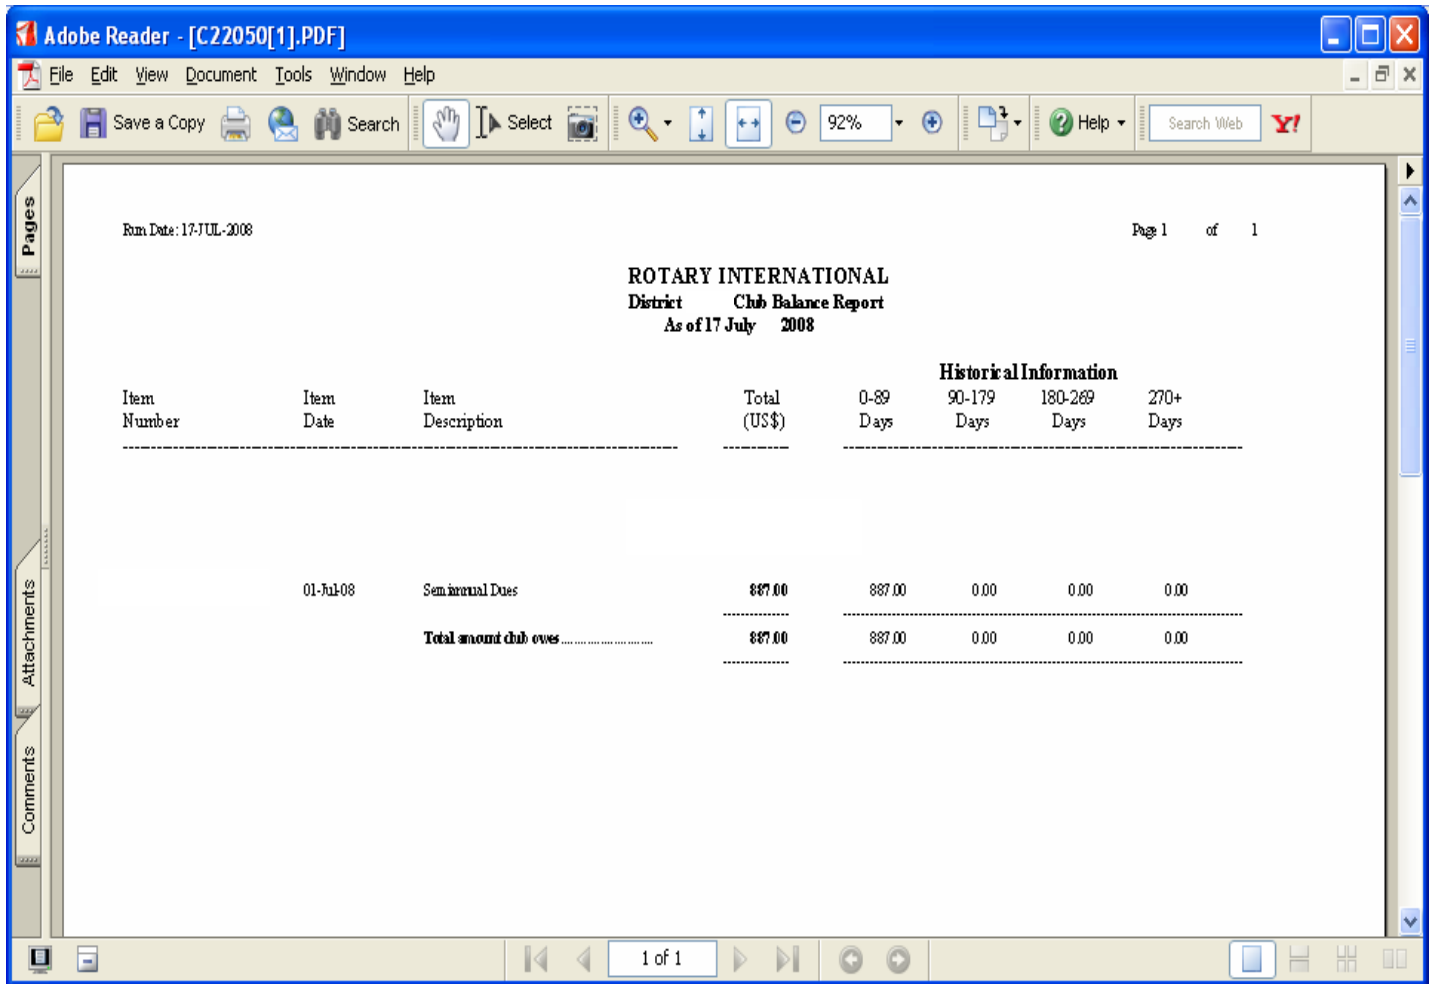 Adobe Reader - [C22050[1].PDF]
File Edit View Document Tools Window Help
Save a Copy Search Select 92% Help Search Web Y!
Pages
Attachments
Comments
Run Date: 17-JUL-2008 Page 1 of 1
ROTARY INTERNATIONAL
District Club Balance Report
As of 17 July 2008
Historical Information
Item Item Item Total 0-89 90-179 180-269 270+
Number Date Description (US$) Days Days Days Days
01-Jul-08 Semiannual Dues 887.00 887.00 0.00 0.00 0.00
Total amount club owes........................... 887.00 887.00 0.00 0.00 0.00
1 of 1